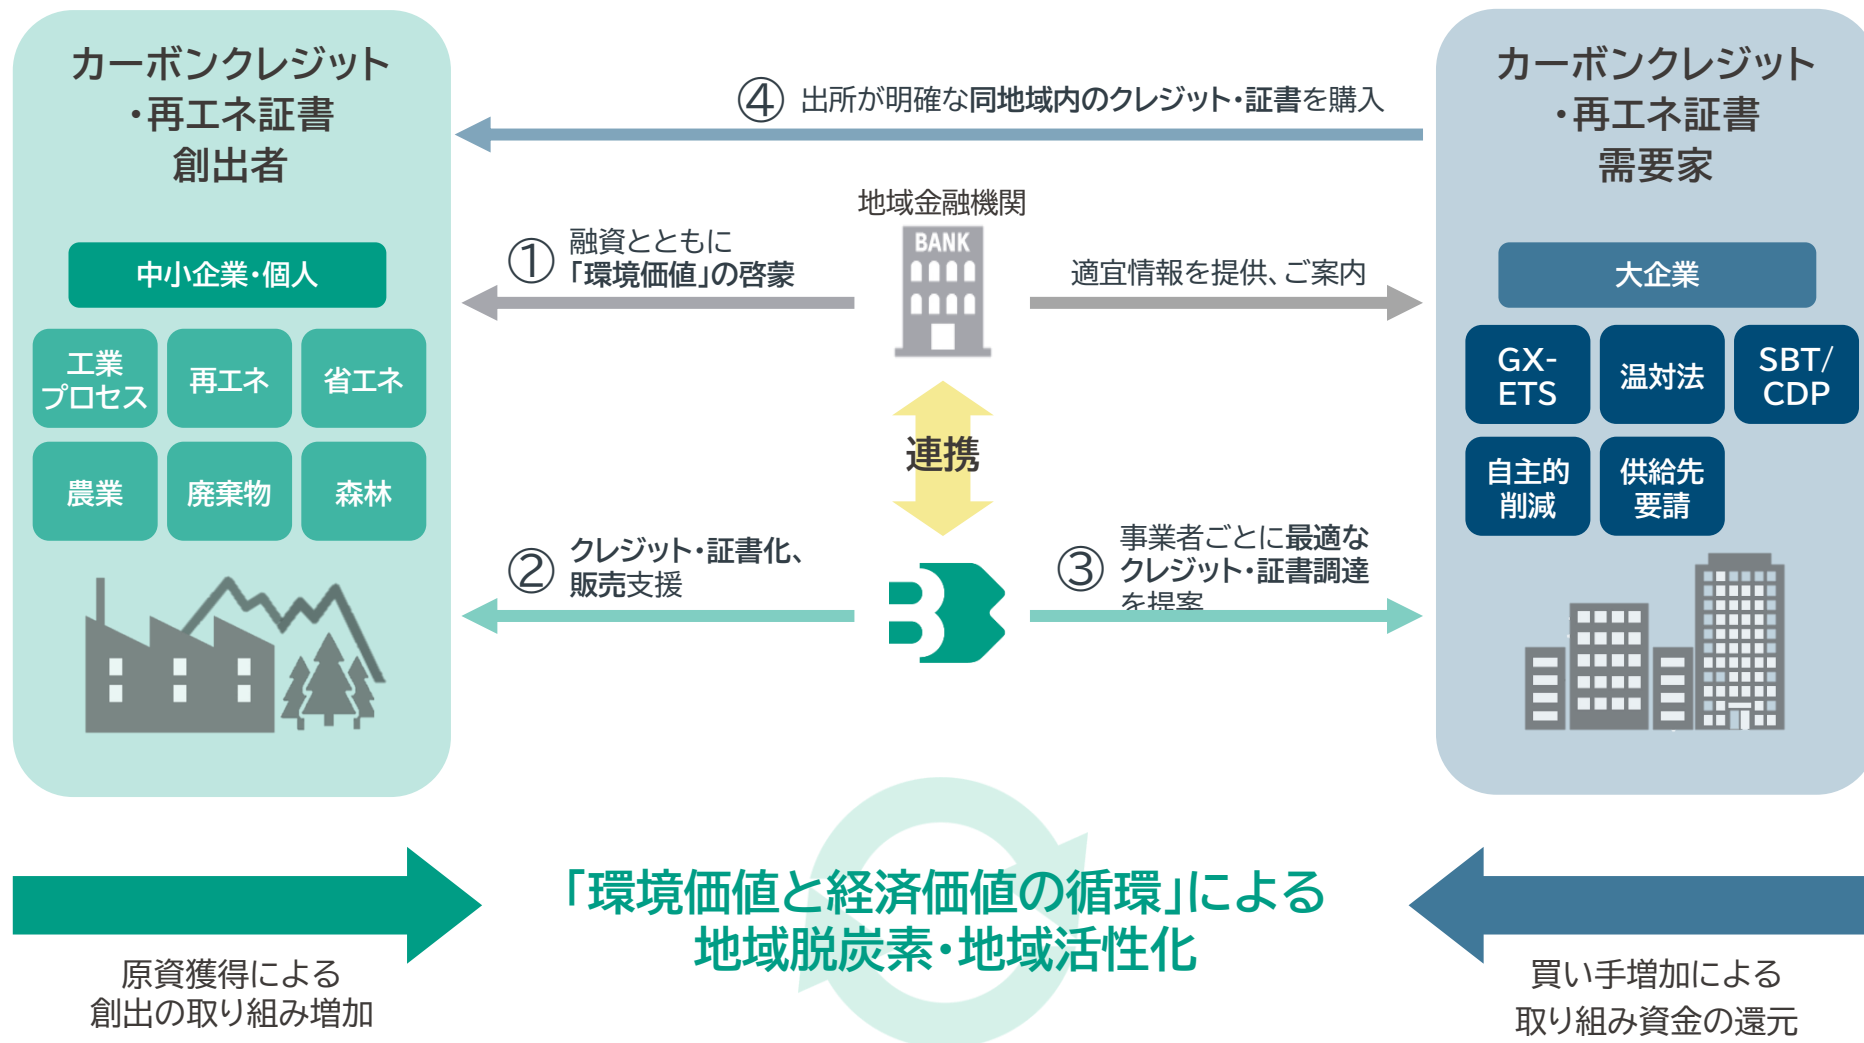 カーボンクレジット
・再エネ証書
創出者
中小企業・個人
工業
プロセス
再エネ
省エネ
農業
廃棄物
森林
④ 出所が明確な同地域内のクレジット・証書を購入
地域金融機関
BANK
① 融資とともに
「環境価値」の啓蒙
適宜情報を提供、ご案内
連携
② クレジット・証書化、
販売支援
③ 事業者ごとに最適な
クレジット・証書調達
を提案
カーボンクレジット
・再エネ証書
需要家
大企業
GX-
ETS
温対法
SBT/
CDP
自主的
削減
供給先
要請
「環境価値と経済価値の循環」による
地域脱炭素・地域活性化
原資獲得による
創出の取り組み増加
買い手増加による
取り組み資金の還元